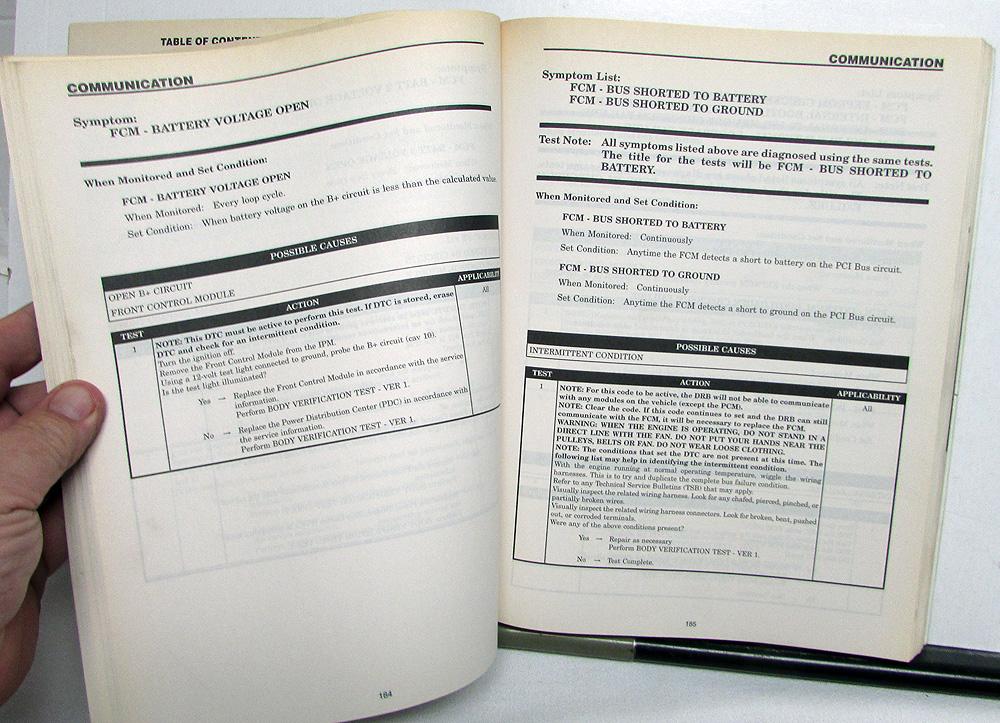 TABLE OF
COMMUNICATION
Symptom:
FCM - BATTERY VOLTAGE OPEN
When Monitored and Set Condition:
FCM - BATTERY VOLTAGE OPEN
When Monitored: Every loop cycle.
Set Condition: When battery voltage on the B+ circuit is less than the calculated value.
POSSIBLE CAUSES
OPEN B+ CIRCUIT
FRONT CONTROL MODULE
TEST ACTION APPLICABILITY
1 NOTE: This DTC must be active to perform this test. If DTC is stored, erase All
DTC and check for an intermittent condition.
Turn the ignition off.
Remove the Front Control Module from the IPM.
Using a 12-volt test light connected to ground, probe the B+ circuit (cav 10).
Is the test light illuminated?
Yes → Replace the Front Control Module in accordance with the service
information.
Perform BODY VERIFICATION TEST - VER 1.
No → Replace the Power Distribution Center (PDC) in accordance with
the service information.
Perform BODY VERIFICATION TEST - VER 1.
184
COMMUNICATION
Symptom List:
FCM - BUS SHORTED TO BATTERY
FCM - BUS SHORTED TO GROUND
Test Note: All symptoms listed above are diagnosed using the same tests.
The title for the tests will be FCM - BUS SHORTED TO
BATTERY.
When Monitored and Set Condition:
FCM - BUS SHORTED TO BATTERY
When Monitored: Continuously
Set Condition: Anytime the FCM detects a short to battery on the PCI Bus circuit.
FCM - BUS SHORTED TO GROUND
When Monitored: Continuously
Set Condition: Anytime the FCM detects a short to ground on the PCI Bus circuit.
POSSIBLE CAUSES
INTERMITTENT CONDITION
TEST ACTION APPLICABILITY
1 NOTE: For this code to be active, the DRB will not be able to communicate All
with any modules on the vehicle (except the PCM).
NOTE: Clear the code. If this code continues to set and the DRB can still
communicate with the FCM, it will be necessary to replace the FCM.
WARNING: WHEN THE ENGINE IS OPERATING, DO NOT STAND IN A
DIRECT LINE WITH THE FAN. DO NOT PUT YOUR HANDS NEAR THE
PULLEYS, BELTS OR FAN. DO NOT WEAR LOOSE CLOTHING.
NOTE: The conditions that set the DTC are not present at this time. The
following list may help in identifying the intermittent condition.
With the engine running at normal operating temperature, wiggle the wiring
harnesses. This is to try and duplicate the complete bus failure condition.
Refer to any Technical Service Bulletins (TSB) that may apply.
Visually inspect the related wiring harness. Look for any chafed, pierced, pinched, or
partially broken wires.
Visually inspect the related wiring harness connectors. Look for broken, bent, pushed
out, or corroded terminals.
Were any of the above conditions present?
Yes → Repair as necessary
Perform BODY VERIFICATION TEST - VER 1.
No → Test Complete.
185